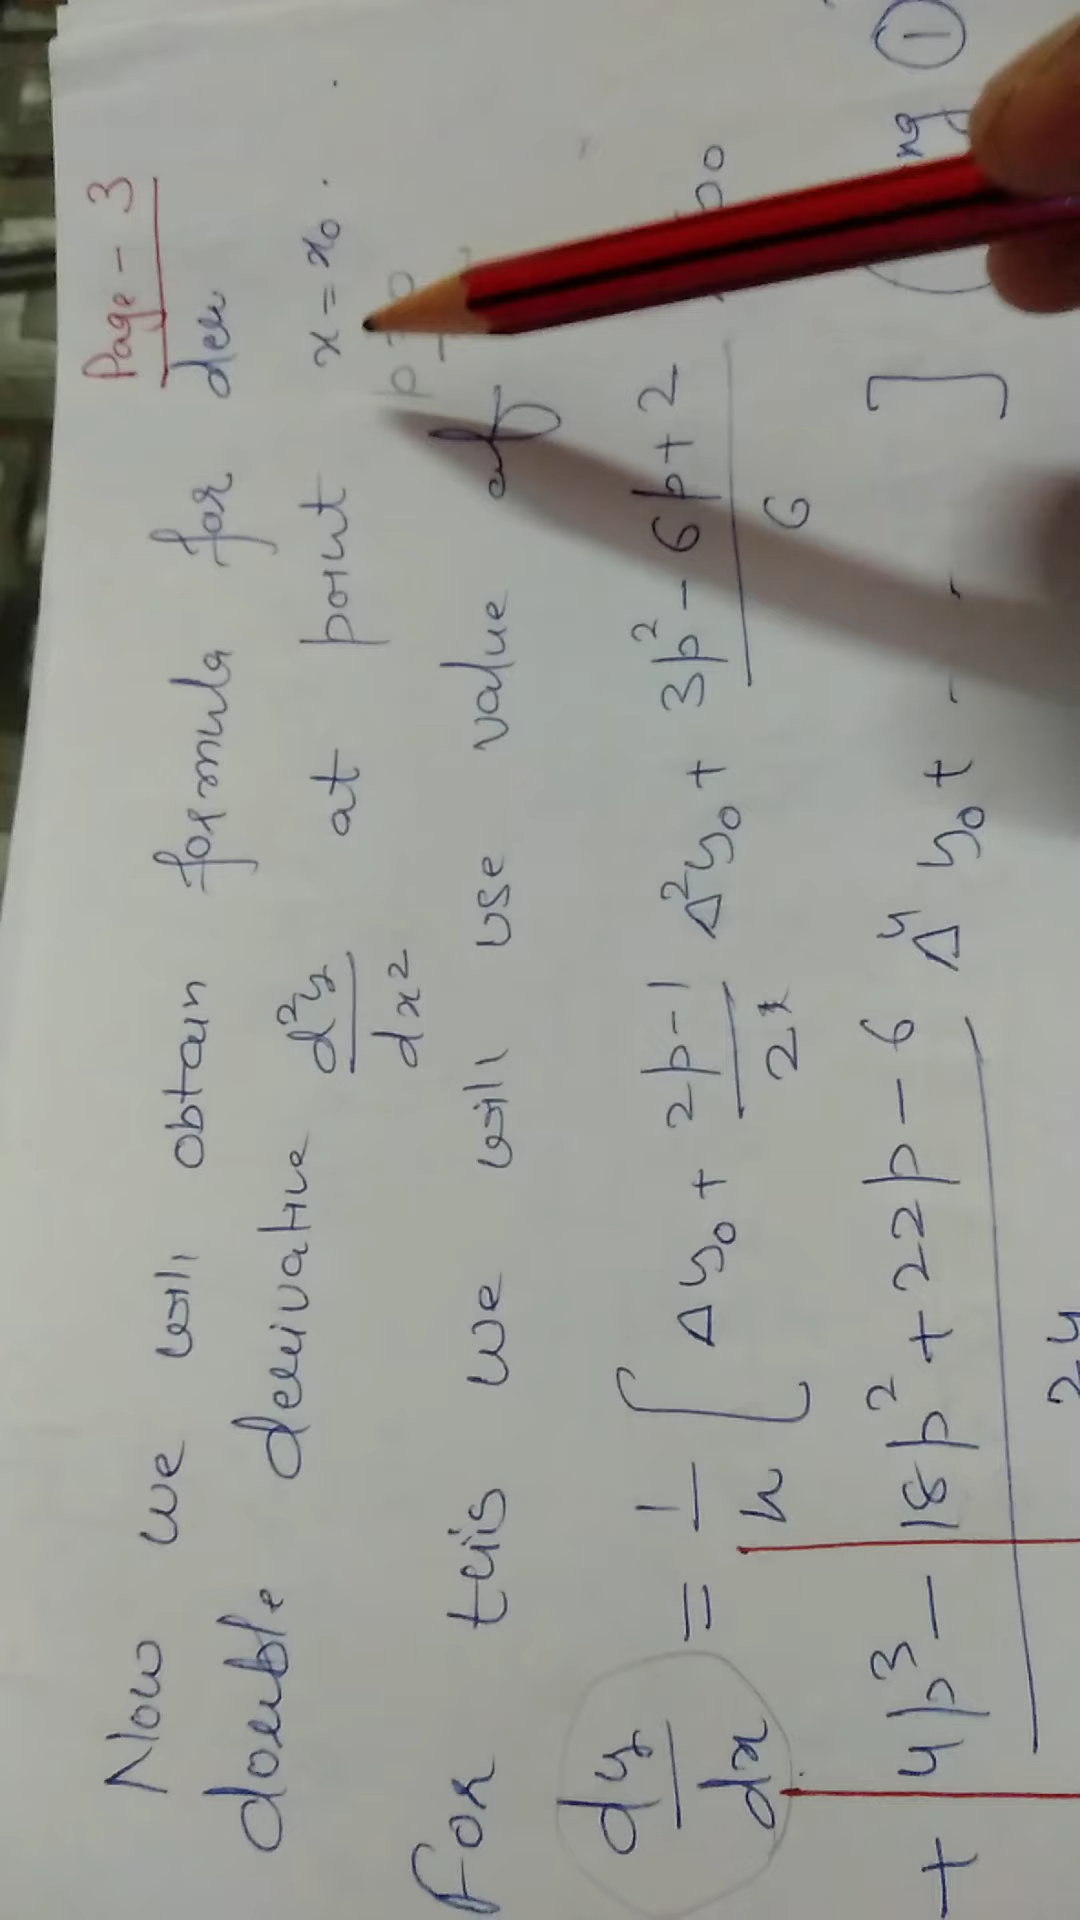 Page-3
Now we will obtain formula for der
double derivative d²y/dx² at point x = x₀.
p = 0
For this we will use value of
dy/dx = 1/h [ Δy₀ + 2p-1/2! Δ²y₀ + 3p² - 6p + 2/6
+ 4p³ - 18p² + 22p - 6/24 Δ⁴y₀ + - - - ]
①